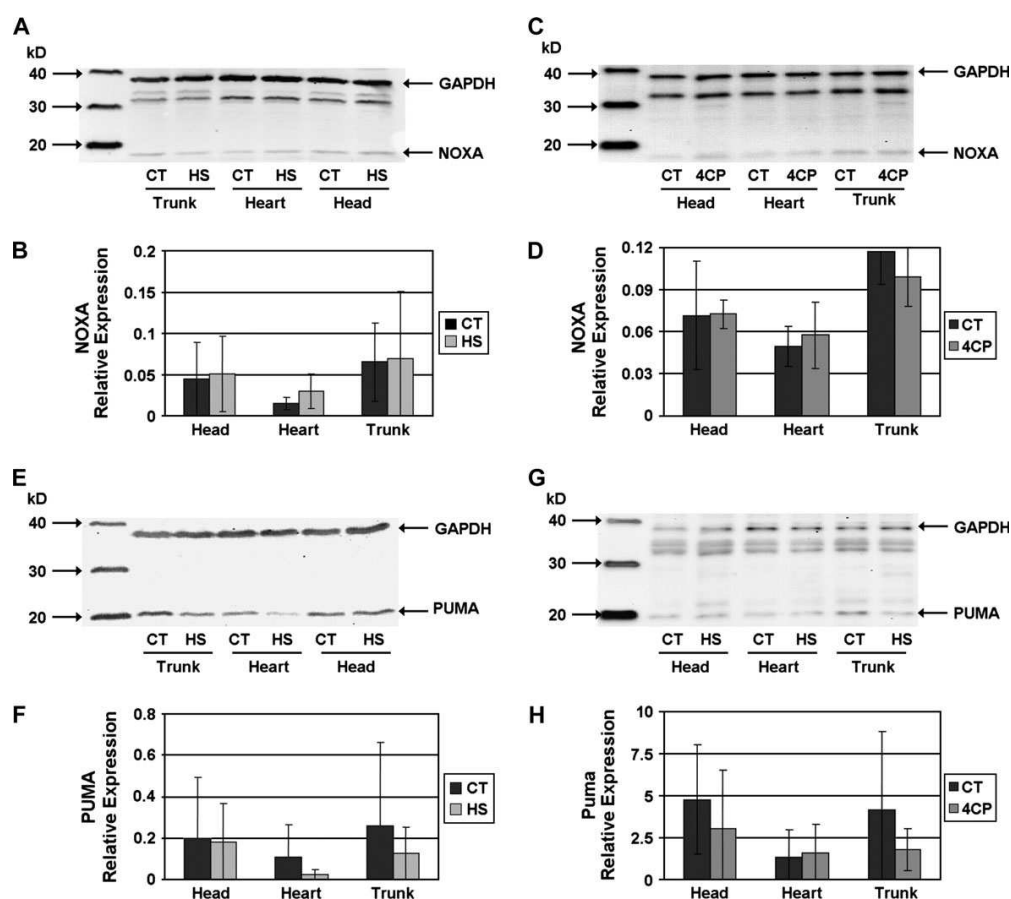 A
kD
40
30
20
GAPDH
NOXA
CT HS CT HS CT HS
Trunk Heart Head
C
kD
40
30
20
GAPDH
NOXA
CT 4CP CT 4CP CT 4CP
Head Heart Trunk
B
NOXA
Relative Expression
0.2
0.15
0.1
0.05
0
Head Heart Trunk
CT
HS
D
NOXA
Relative Expression
0.12
0.09
0.06
0.03
0
Head Heart Trunk
CT
4CP
E
kD
40
30
20
GAPDH
PUMA
CT HS CT HS CT HS
Trunk Heart Head
G
kD
40
30
20
GAPDH
PUMA
CT HS CT HS CT HS
Head Heart Trunk
F
PUMA
Relative Expression
0.8
0.6
0.4
0.2
0
Head Heart Trunk
CT
HS
H
Puma
Relative Expression
10
7.5
5
2.5
0
Head Heart Trunk
CT
4CP